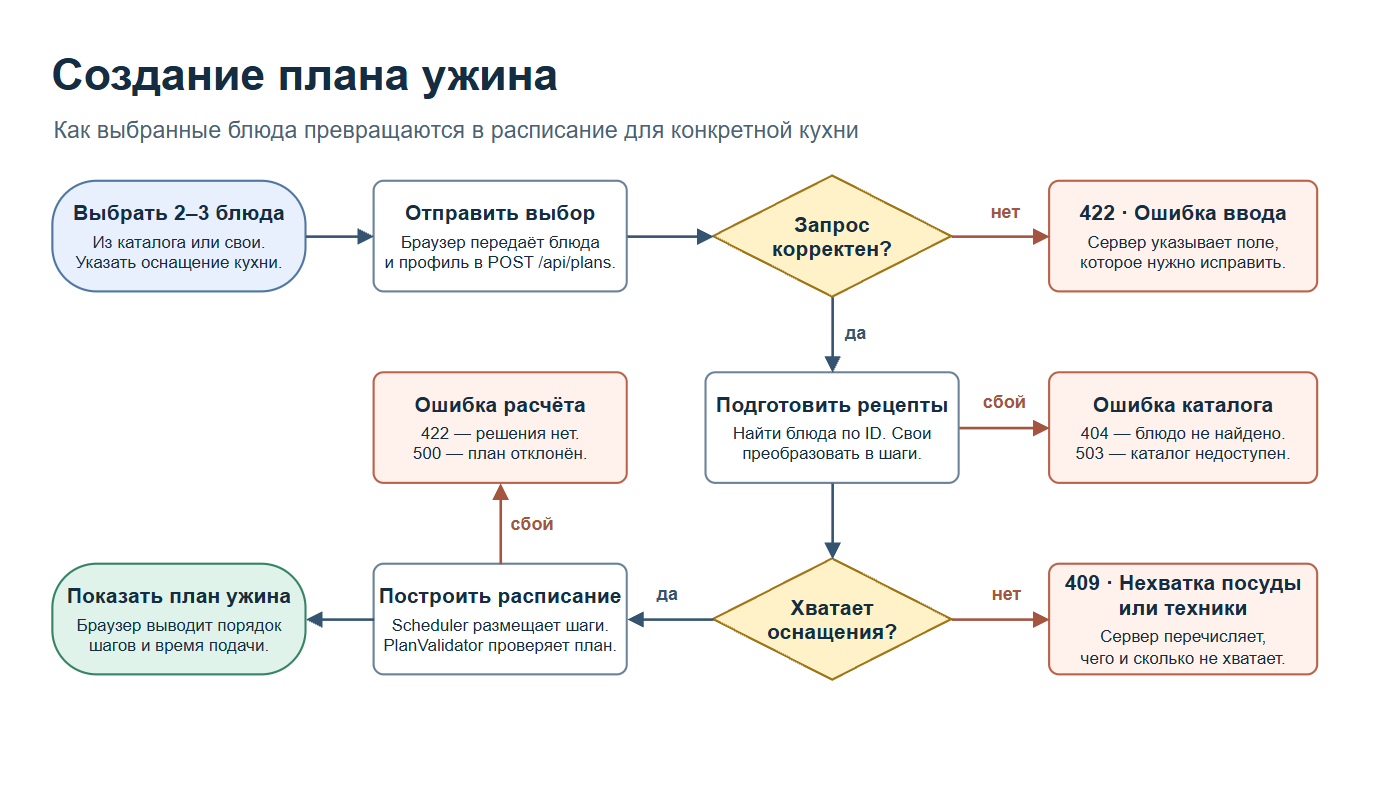 Создание плана ужина
Как выбранные блюда превращаются в расписание для конкретной кухни
Выбрать 2–3 блюда
Из каталога или свои.
Указать оснащение кухни.
Отправить выбор
Браузер передаёт блюда
и профиль в POST /api/plans.
Запрос
корректен?
нет
422 · Ошибка ввода
Сервер указывает поле,
которое нужно исправить.
да
Ошибка расчёта
422 — решения нет.
500 — план отклонён.
Подготовить рецепты
Найти блюда по ID. Свои
преобразовать в шаги.
сбой
Ошибка каталога
404 — блюдо не найдено.
503 — каталог недоступен.
сбой
Показать план ужина
Браузер выводит порядок
шагов и время подачи.
Построить расписание
Scheduler размещает шаги.
PlanValidator проверяет план.
да
Хватает
оснащения?
нет
409 · Нехватка посуды
или техники
Сервер перечисляет,
чего и сколько не хватает.